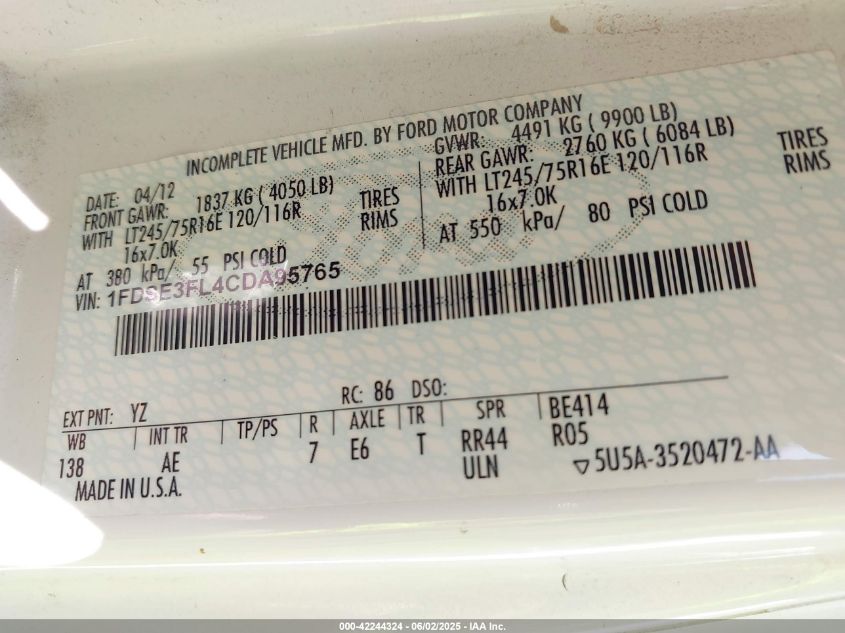 INCOMPLETE VEHICLE MFD. BY FORD MOTOR COMPANY
DATE: 04/12
FRONT GAWR: 1837 KG ( 4050 LB)
WITH LT245/75R16E 120/116R TIRES
16x7.0K RIMS
AT 380 kPa/ 55 PSI COLD
GVWR: 4491 KG ( 9900 LB)
REAR GAWR: 2760 KG ( 6084 LB)
WITH LT245/75R16E 120/116R TIRES
16x7.0K RIMS
AT 550 kPa/ 80 PSI COLD
VIN: 1FDSE3FL4CDA95765
EXT PNT: YZ RC: 86 DSO:
WB INT TR TP/PS R AXLE TR SPR BE414
138 AE 7 E6 T RR44 R05
ULN
MADE IN U.S.A. 5U5A-3520472-AA
000-42244324 - 06/02/2025 - IAA Inc.